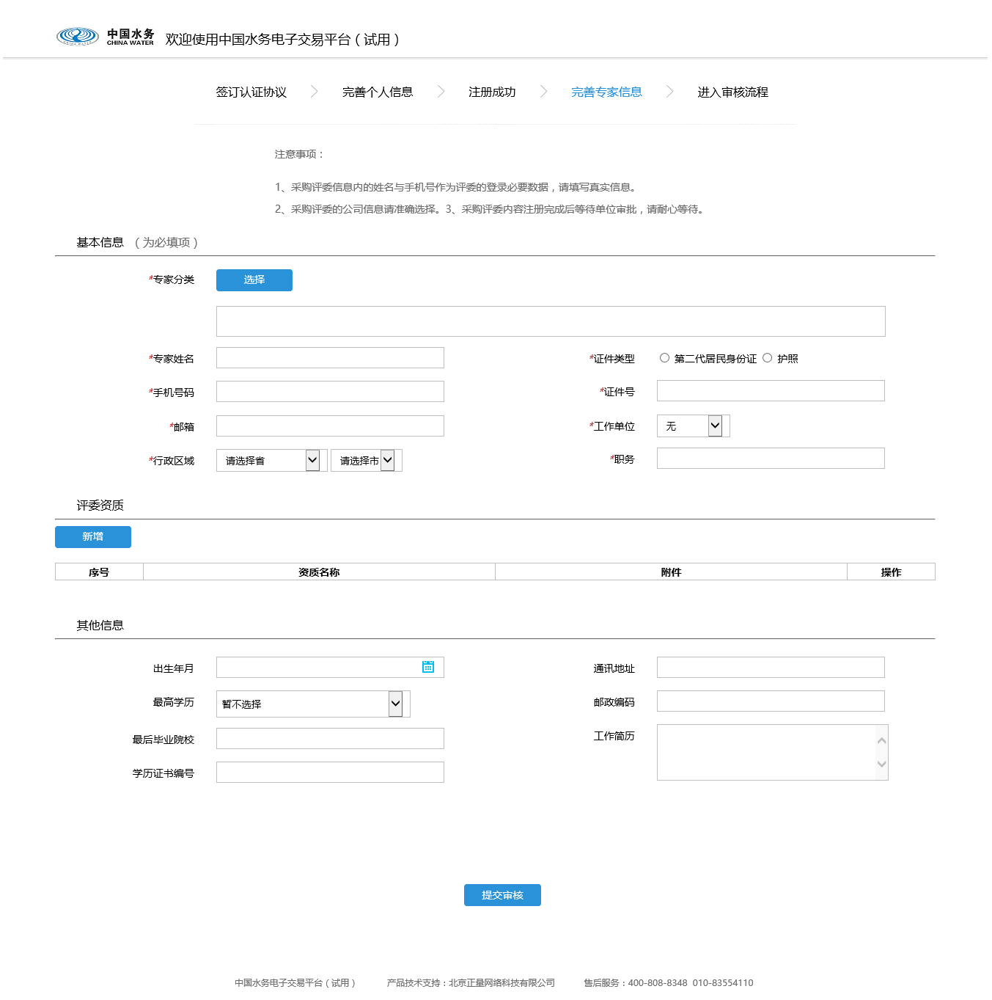 中国水务
CHINA WATER
欢迎使用中国水务电子交易平台（试用）
签订认证协议 完善个人信息 注册成功 完善专家信息 进入审核流程
注意事项：
1、采购评委信息内的姓名与手机号作为评委的登录必要数据，请填写真实信息。
2、采购评委的公司信息请准确选择。3、采购评委内容注册完成后等待单位审批，请耐心等待。
基本信息 （为必填项）
*专家分类 选择
*专家姓名 *证件类型 第二代居民身份证 护照
*手机号码 *证件号
*邮箱 *工作单位 无
*行政区域 请选择省 请选择市 *职务
评委资质
新增
序号 资质名称 附件 操作
其他信息
出生年月 通讯地址
最高学历 暂不选择 邮政编码
最后毕业院校 工作简历
学历证书编号
提交审核
中国水务电子交易平台（试用） 产品技术支持：北京正量网络科技有限公司 售后服务：400-808-8348 010-83554110